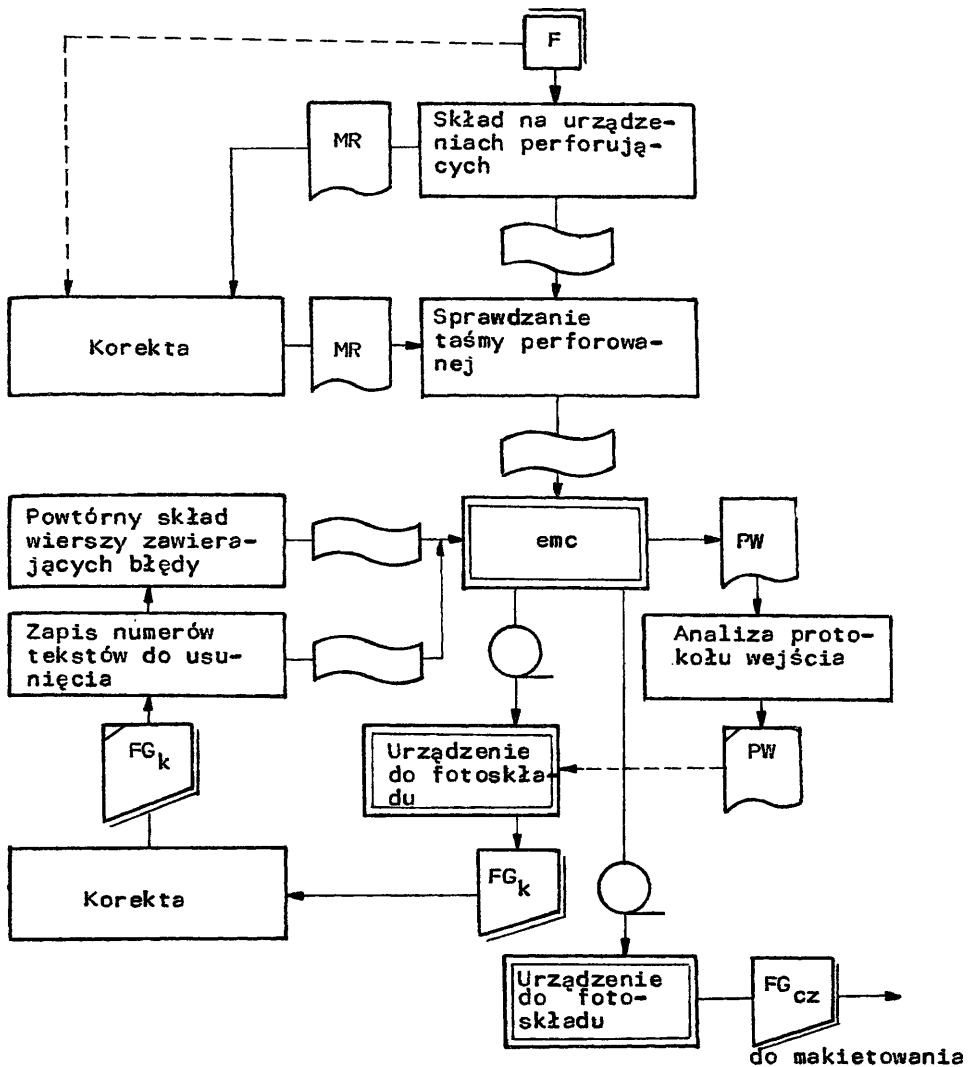 F
Skład na urządze-
niach perforują-
cych
MR
Korekta
MR
Sprawdzanie
taśmy perforowa-
nej
Powtórny skład
wierszy zawiera-
jących błędy
emc
PW
Zapis numerów
tekstów do usu-
nięcia
Analiza proto-
kołu wejścia
FGk
Urządzenie
do fotoskła-
du
PW
Korekta
FGk
Urządzenie
do foto-
składu
FGcz
do makietowania